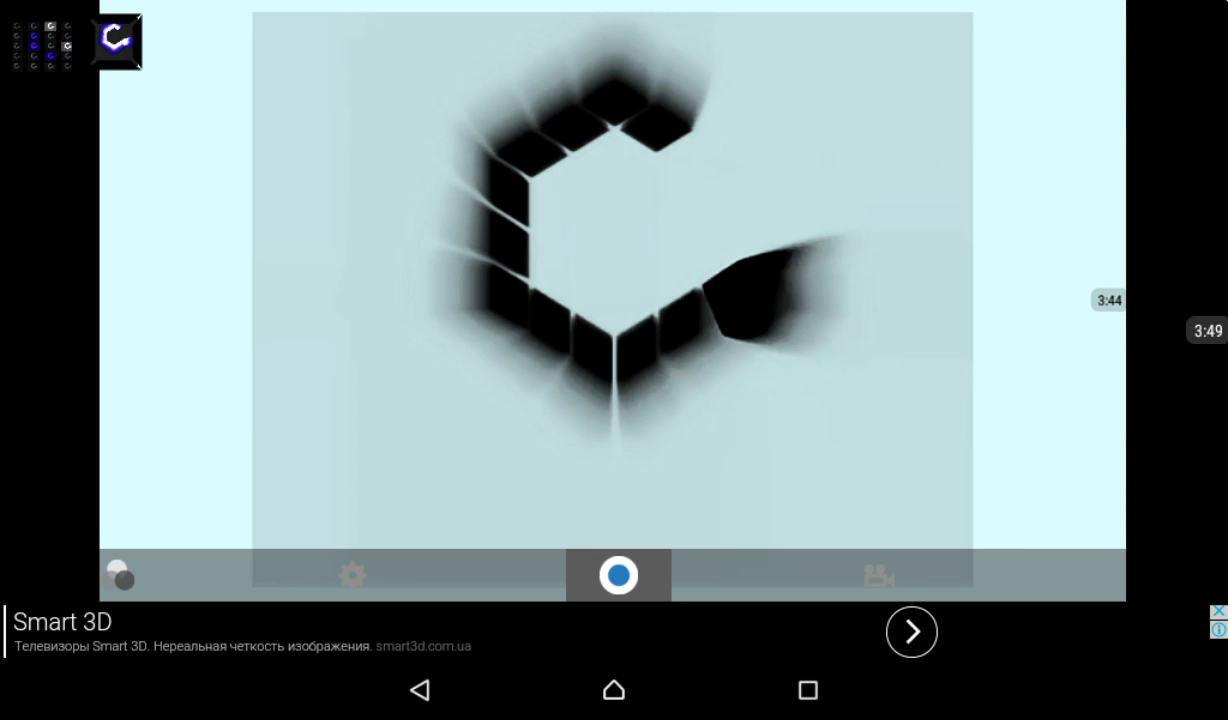 3:44
3:49
Smart 3D
Телевизоры Smart 3D. Нереальная четкость изображения. smart3d.com.ua